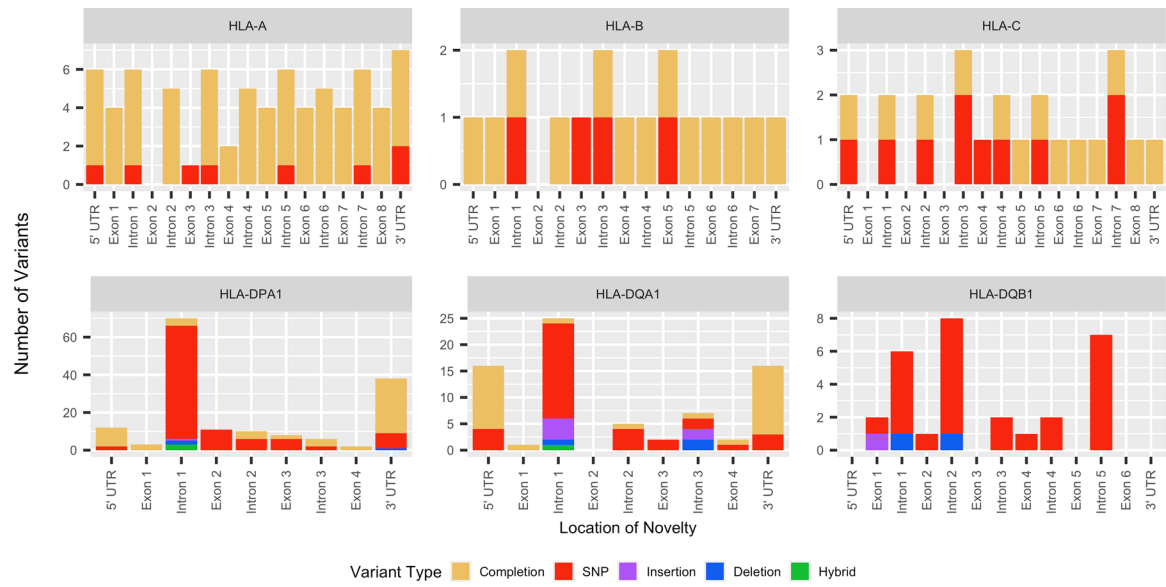 HLA-A
HLA-B
HLA-C
6
4
2
0
2
1
0
3
2
1
0
5' UTR Exon 1 Intron 1 Exon 2 Intron 2 Exon 3 Intron 3 Exon 4 Intron 4 Exon 5 Intron 5 Exon 6 Intron 6 Exon 7 Intron 7 Exon 8 3' UTR
5' UTR Exon 1 Intron 1 Exon 2 Intron 2 Exon 3 Intron 3 Exon 4 Intron 4 Exon 5 Intron 5 Exon 6 Intron 6 Exon 7 3' UTR
5' UTR Exon 1 Intron 1 Exon 2 Intron 2 Exon 3 Intron 3 Exon 4 Intron 4 Exon 5 Intron 5 Exon 6 Intron 6 Exon 7 Intron 7 Exon 8 3' UTR
Number of Variants
HLA-DPA1
HLA-DQA1
HLA-DQB1
60
40
20
0
25
20
15
10
5
0
8
6
4
2
0
5' UTR Exon 1 Intron 1 Exon 2 Intron 2 Exon 3 Intron 3 Exon 4 3' UTR
5' UTR Exon 1 Intron 1 Exon 2 Intron 2 Exon 3 Intron 3 Exon 4 3' UTR
5' UTR Exon 1 Intron 1 Exon 2 Intron 2 Exon 3 Intron 3 Exon 4 Intron 4 Exon 5 Intron 5 Exon 6 3' UTR
Location of Novelty
Variant Type Completion SNP Insertion Deletion Hybrid